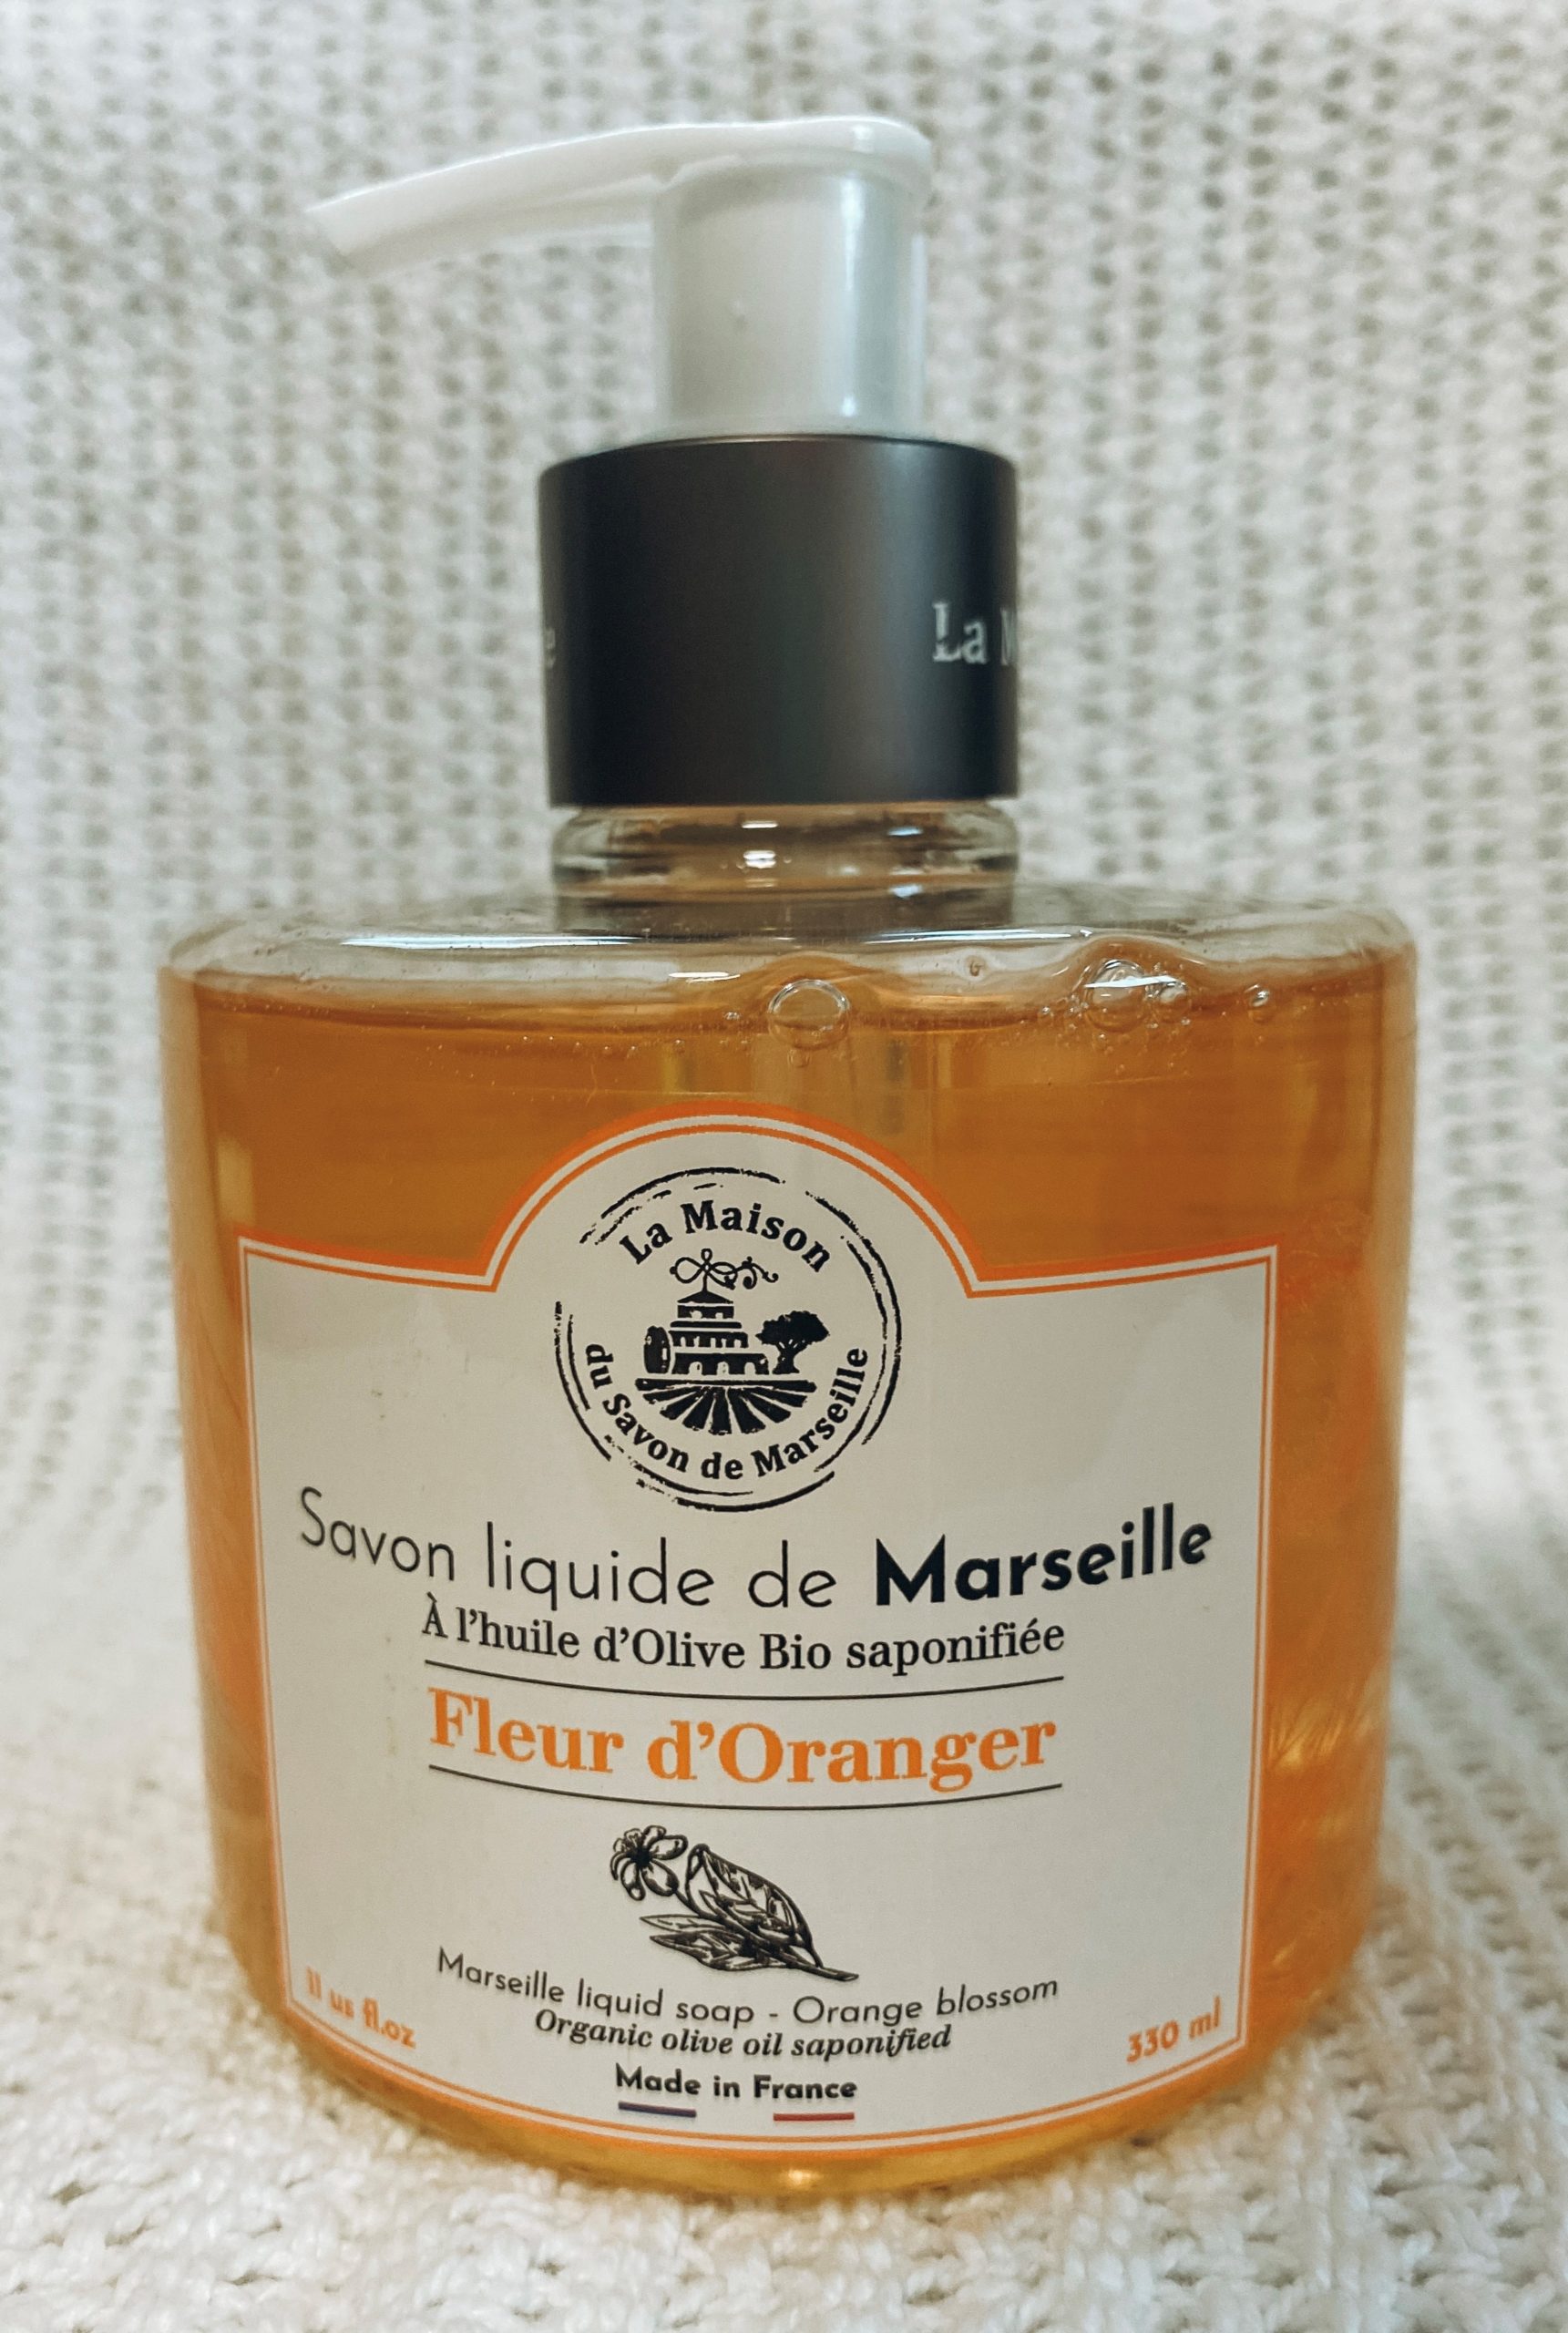 La
La Maison
du Savon de Marseille
Savon liquide de Marseille
À l'huile d'Olive Bio saponifiée
Fleur d'Oranger
Marseille liquid soap - Orange blossom
Organic olive oil saponified
Made in France
11 us fl.oz
330 ml